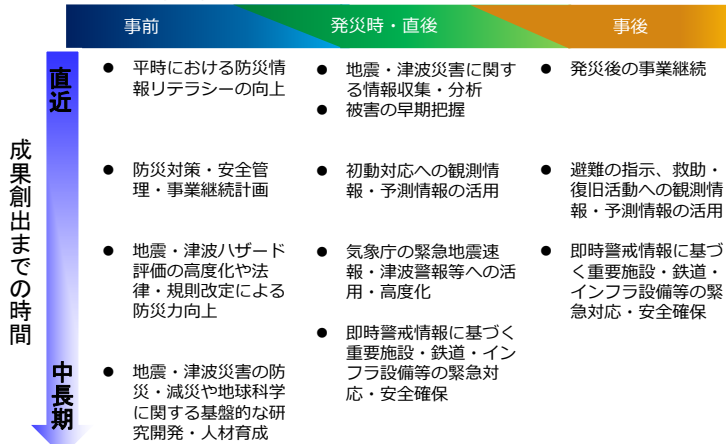 事前
発災時・直後
事後
成果創出までの時間
直近
中長期
● 平時における防災情
報リテラシーの向上
● 防災対策・安全管
理・事業継続計画
● 地震・津波ハザード
評価の高度化や法
律・規則改定による
防災力向上
● 地震・津波災害の防
災・減災や地球科学
に関する基盤的な研
究開発・人材育成
● 地震・津波災害に関す
る情報収集・分析
● 被害の早期把握
● 初動対応への観測情
報・予測情報の活用
● 気象庁の緊急地震速
報・津波警報等への活
用・高度化
● 即時警戒情報に基づく
重要施設・鉄道・イン
フラ設備等の緊急対
応・安全確保
● 発災後の事業継続
● 避難の指示、救助・
復旧活動への観測情
報・予測情報の活用
● 即時警戒情報に基づ
く重要施設・鉄道・
インフラ設備等の緊
急対応・安全確保